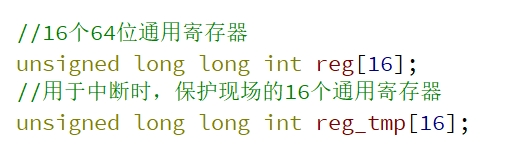 //16个64位通用寄存器
unsigned long long int reg[16];
//用于中断时，保护现场的16个通用寄存器
unsigned long long int reg_tmp[16];